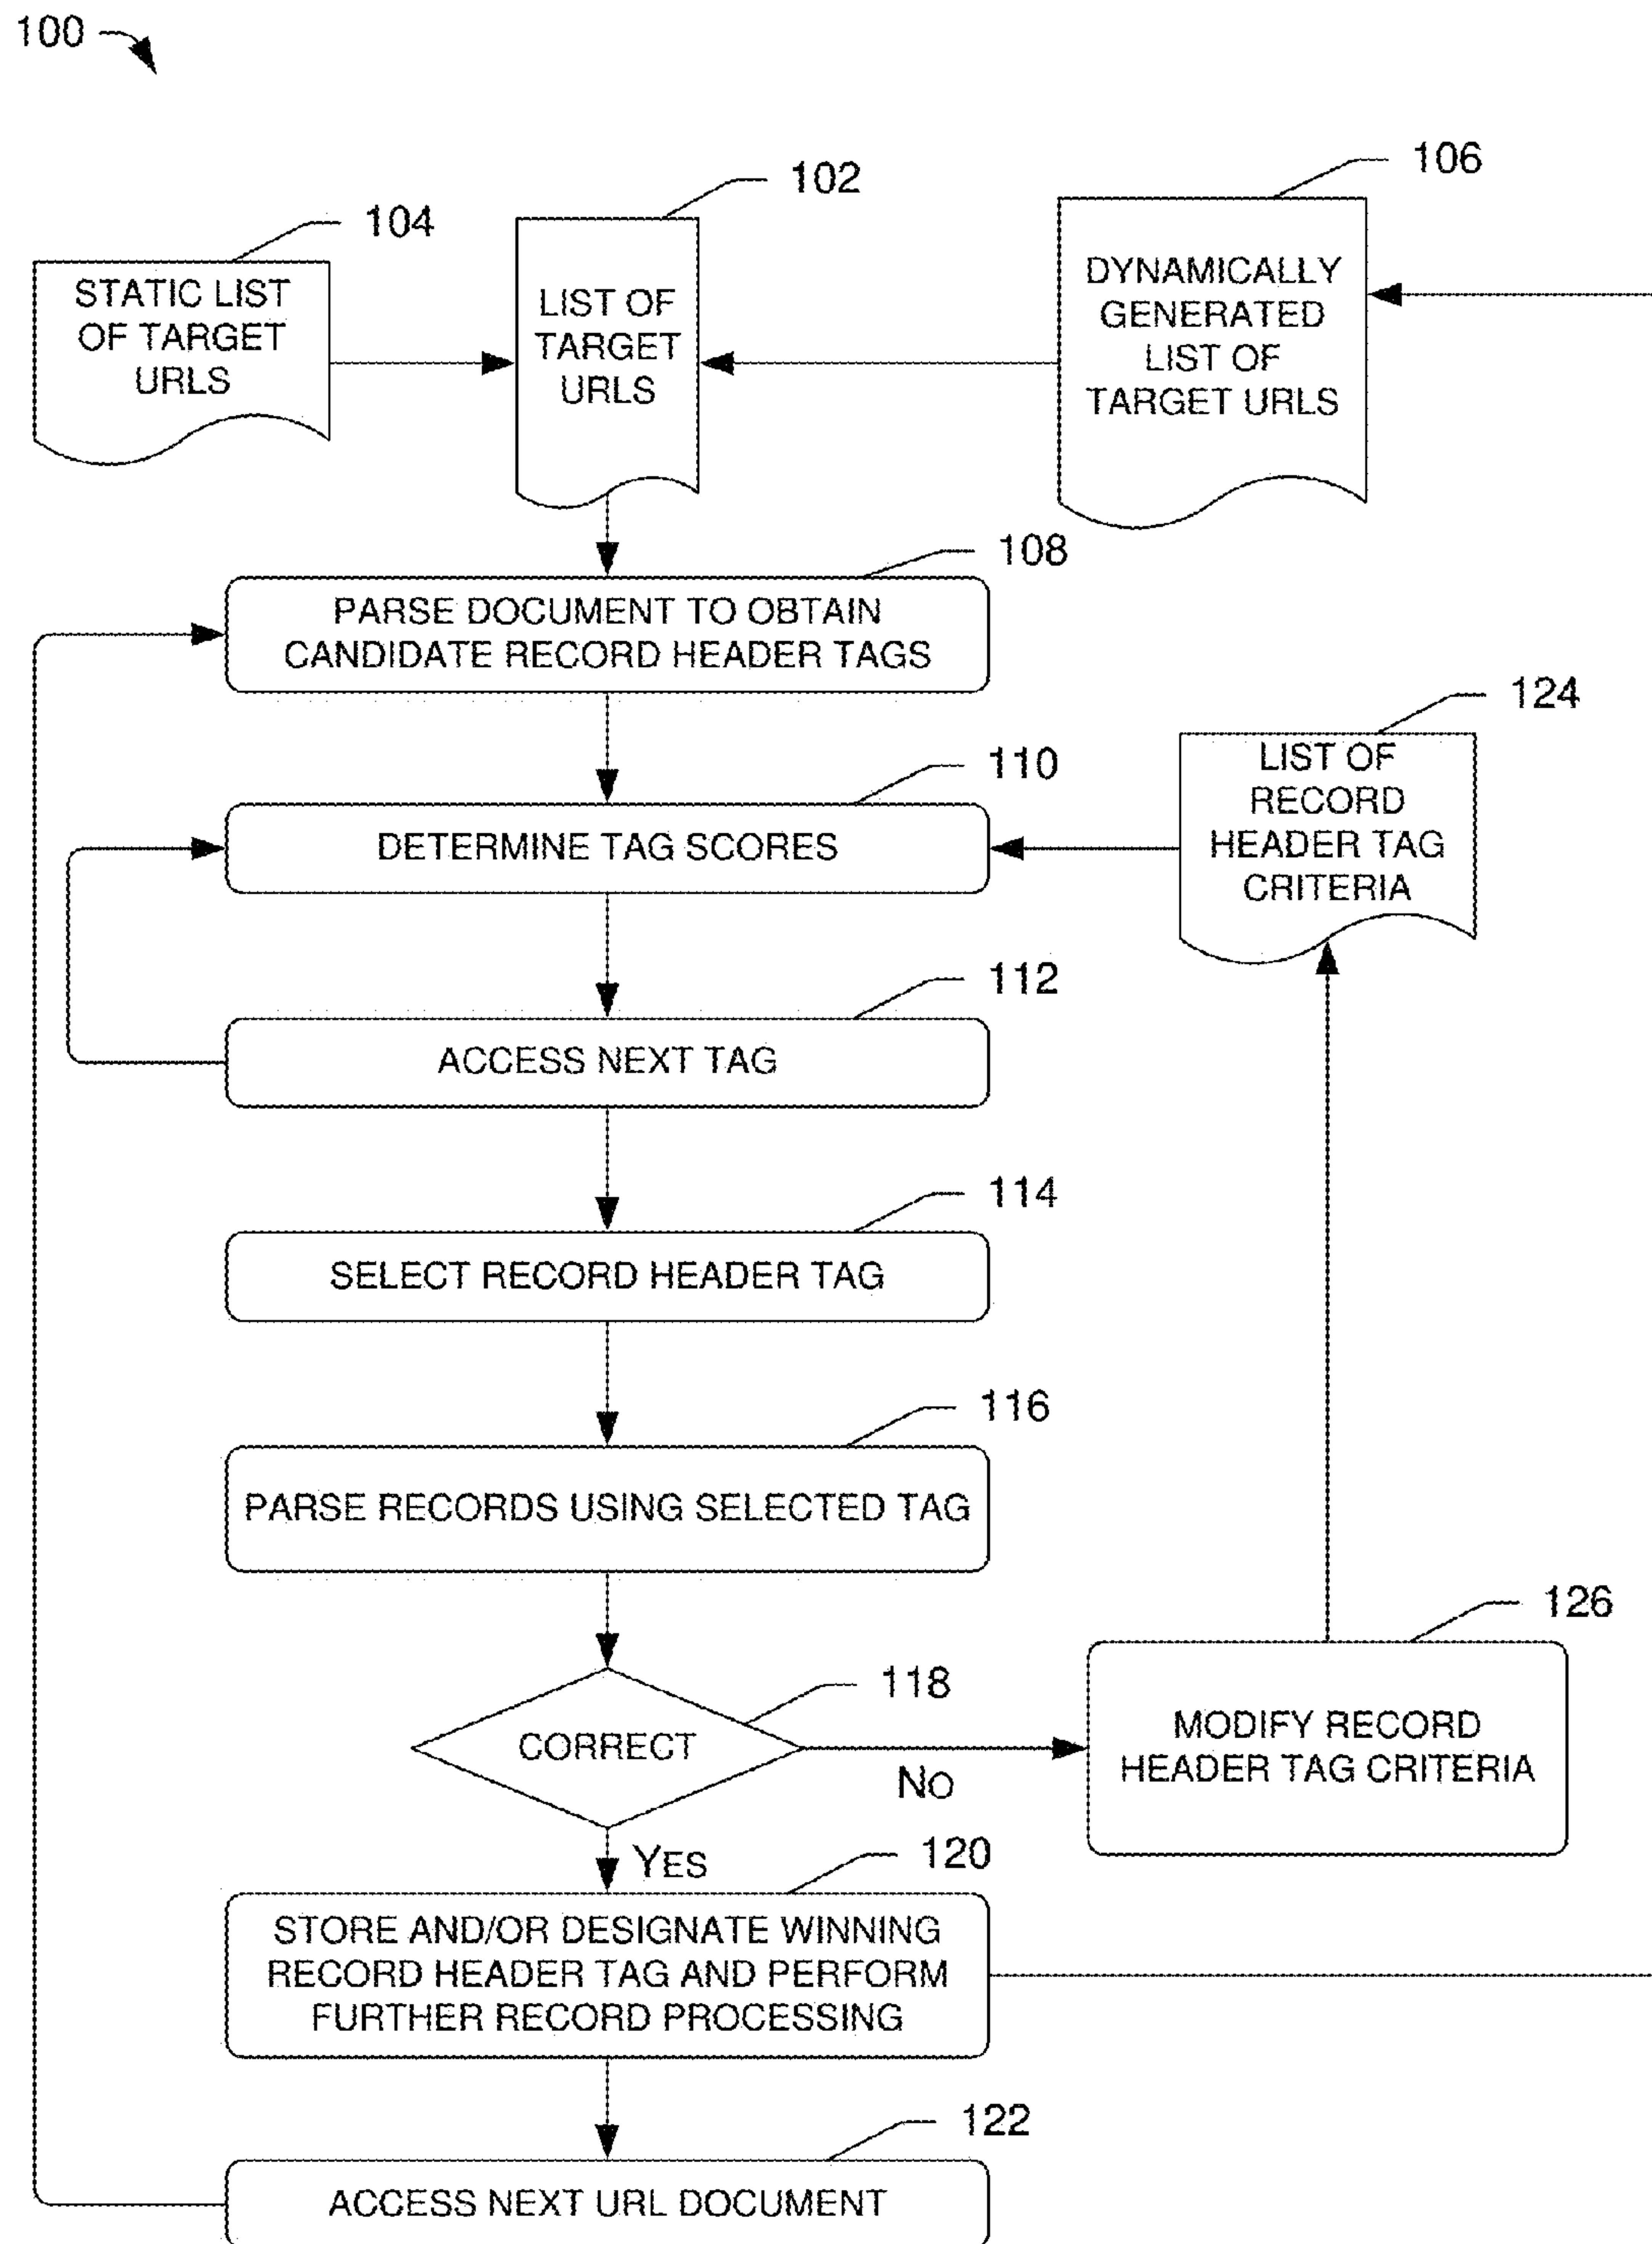 100
102
106
104
STATIC LIST
OF TARGET
URLS
LIST OF
TARGET
URLS
DYNAMICALLY
GENERATED
LIST OF
TARGET URLS
108
PARSE DOCUMENT TO OBTAIN
CANDIDATE RECORD HEADER TAGS
124
LIST OF
RECORD
HEADER TAG
CRITERIA
110
DETERMINE TAG SCORES
112
ACCESS NEXT TAG
114
SELECT RECORD HEADER TAG
116
PARSE RECORDS USING SELECTED TAG
126
MODIFY RECORD
HEADER TAG CRITERIA
118
CORRECT
NO
YES
120
STORE AND/OR DESIGNATE WINNING
RECORD HEADER TAG AND PERFORM
FURTHER RECORD PROCESSING
122
ACCESS NEXT URL DOCUMENT